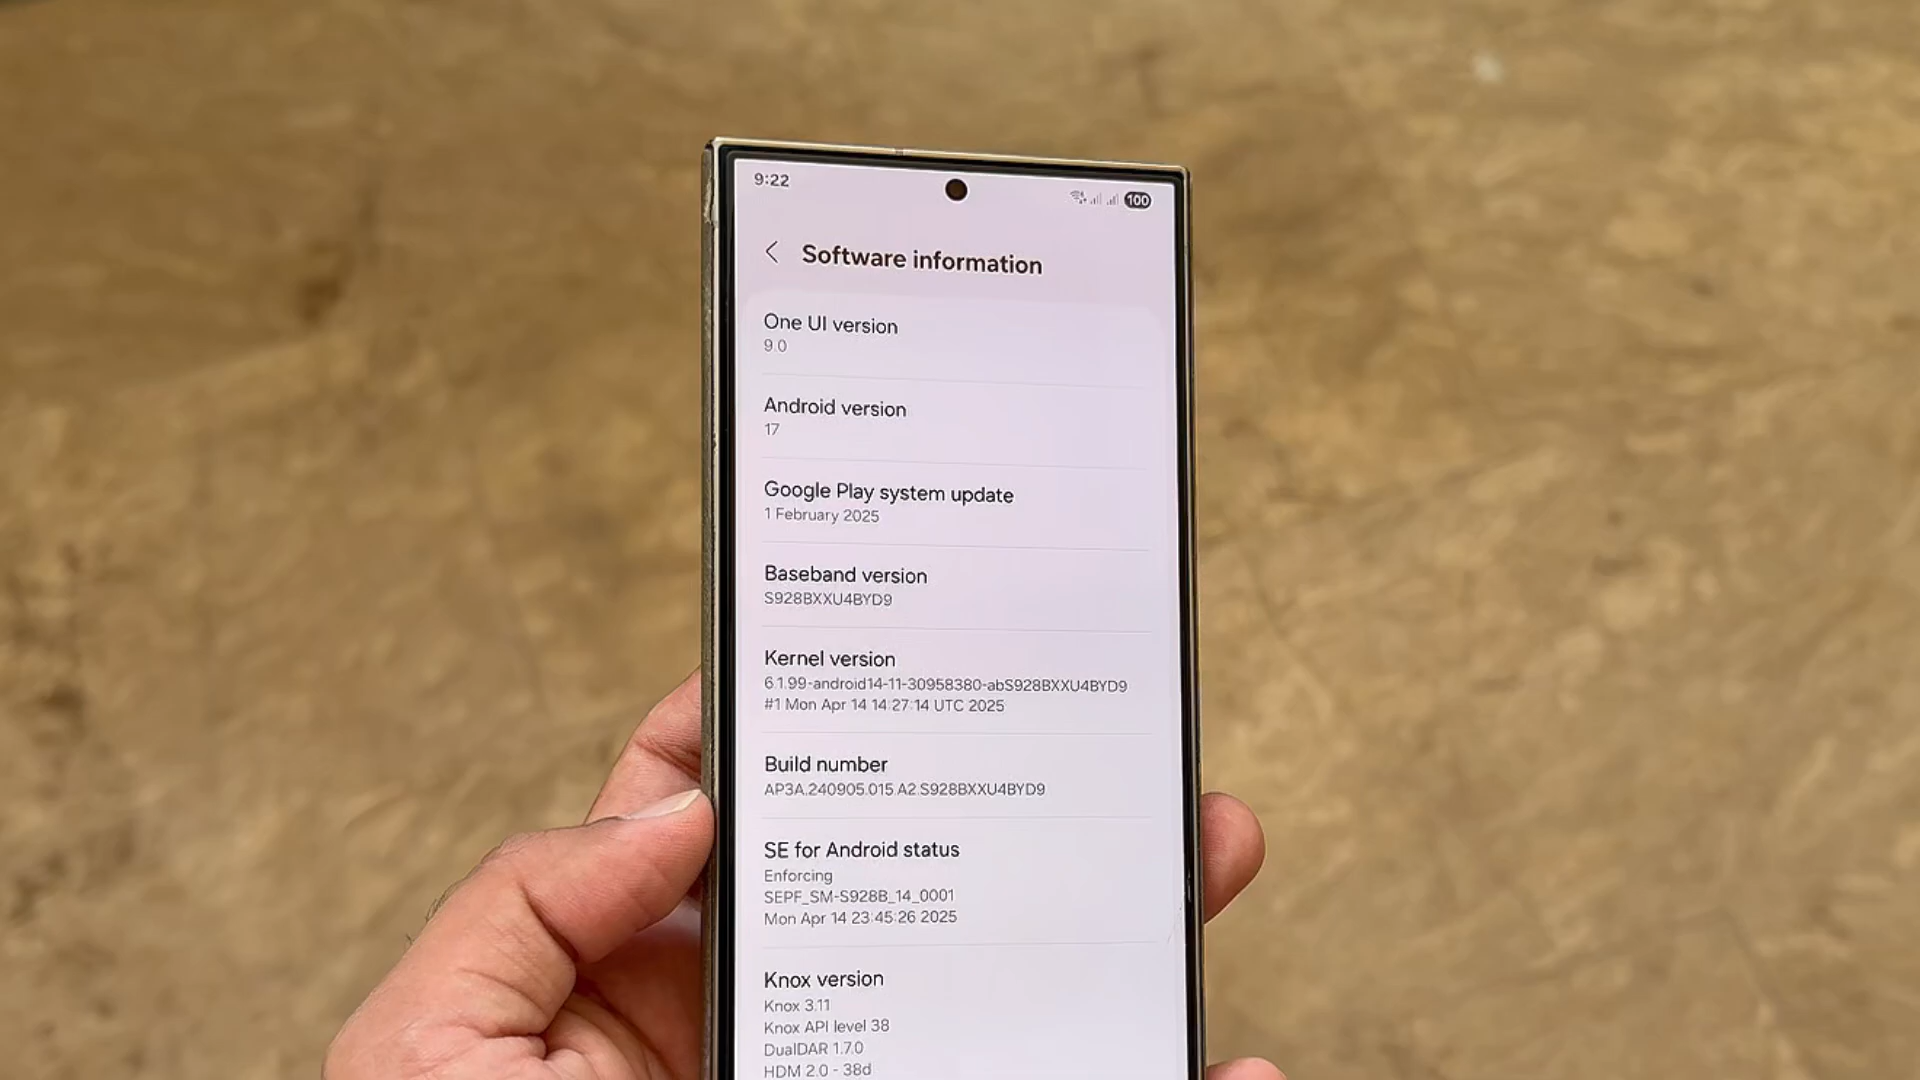 9:22
100
Software information
One UI version
9.0
Android version
17
Google Play system update
1 February 2025
Baseband version
S928BXXU4BYD9
Kernel version
6.1.99-android14-11-30958380-abS928BXXU4BYD9
#1 Mon Apr 14 14:27:14 UTC 2025
Build number
AP3A.240905.015.A2.S928BXXU4BYD9
SE for Android status
Enforcing
SEPF_SM-S928B_14_0001
Mon Apr 14 23:45:26 2025
Knox version
Knox 3.11
Knox API level 38
DualDAR 1.7.0
HDM 2.0 - 38d